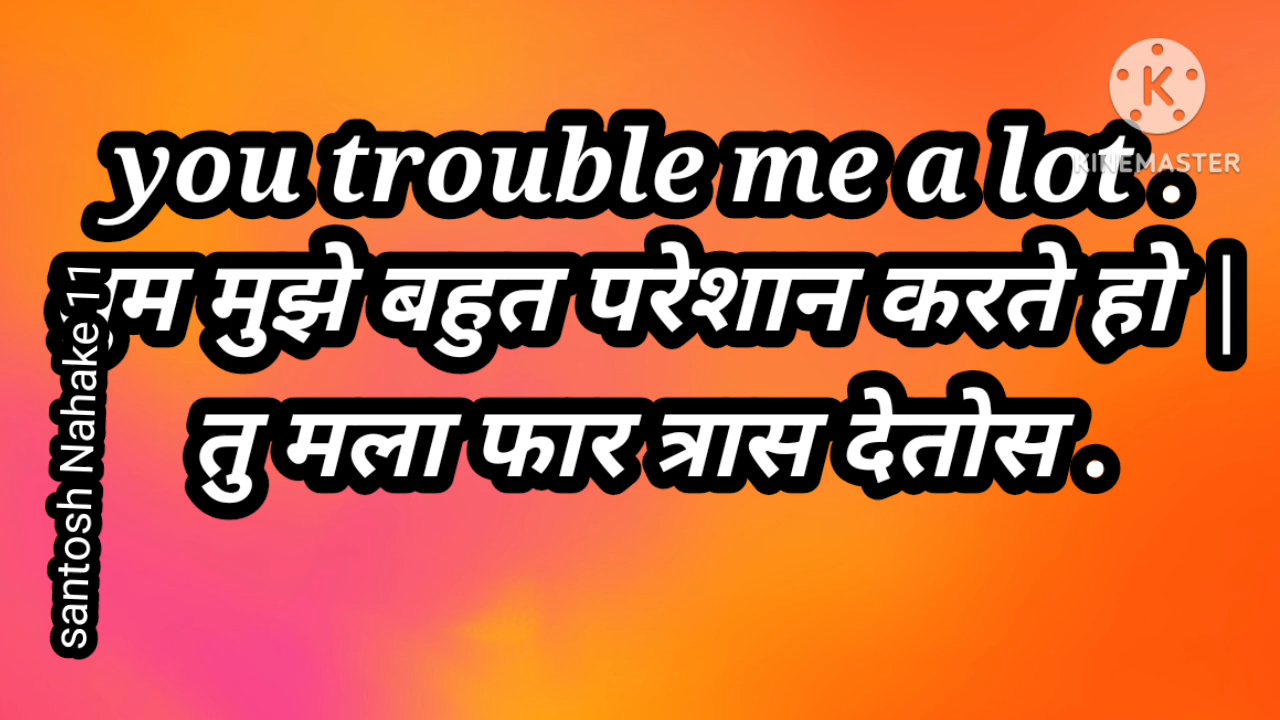 you trouble me a lot .
तुम मुझे बहुत परेशान करते हो |
तु मला फार त्रास देतोस .
santosh Nahake 11
KINEMASTER